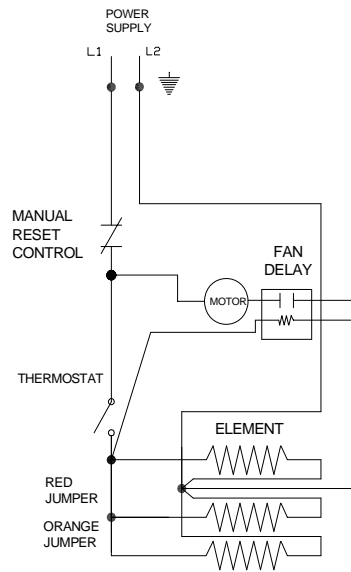 POWER
SUPPLY
L1
L2
MANUAL
RESET
CONTROL
FAN
DELAY
MOTOR
THERMOSTAT
ELEMENT
RED
JUMPER
ORANGE
JUMPER